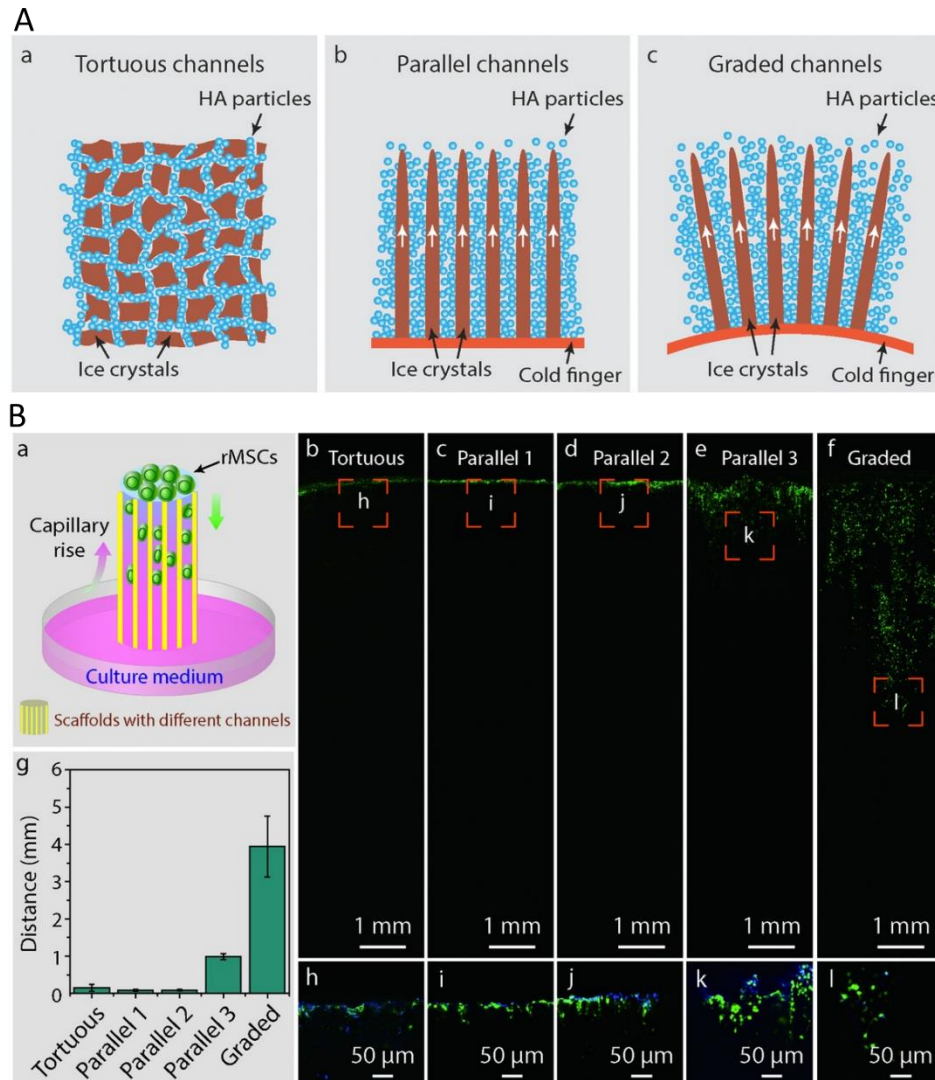 A
a
Tortuous channels
HA particles
Ice crystals
b
Parallel channels
HA particles
Ice crystals
Cold finger
c
Graded channels
HA particles
Ice crystals
Cold finger
B
a
rMSCs
Capillary
rise
Culture medium
Scaffolds with different channels
b
Tortuous
h
1 mm
c
Parallel 1
i
1 mm
d
Parallel 2
j
1 mm
e
Parallel 3
k
1 mm
f
Graded
l
1 mm
g
Distance (mm)
6
5
4
3
2
1
0
Tortuous
Parallel 1
Parallel 2
Parallel 3
Graded
h
50 μm
i
50 μm
j
50 μm
k
50 μm
l
50 μm